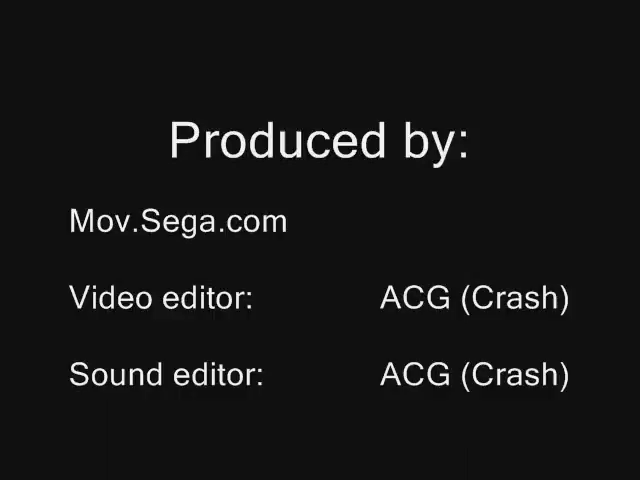 Produced by:
Mov.Sega.com
Video editor: ACG (Crash)
Sound editor: ACG (Crash)